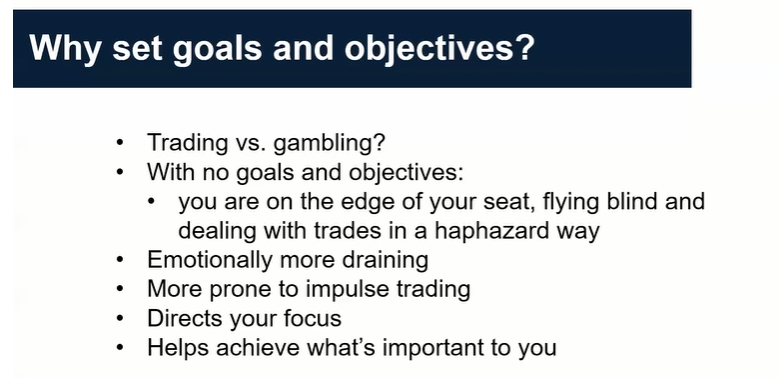 Why set goals and objectives?
• Trading vs. gambling?
• With no goals and objectives:
• you are on the edge of your seat, flying blind and
dealing with trades in a haphazard way
• Emotionally more draining
• More prone to impulse trading
• Directs your focus
• Helps achieve what’s important to you